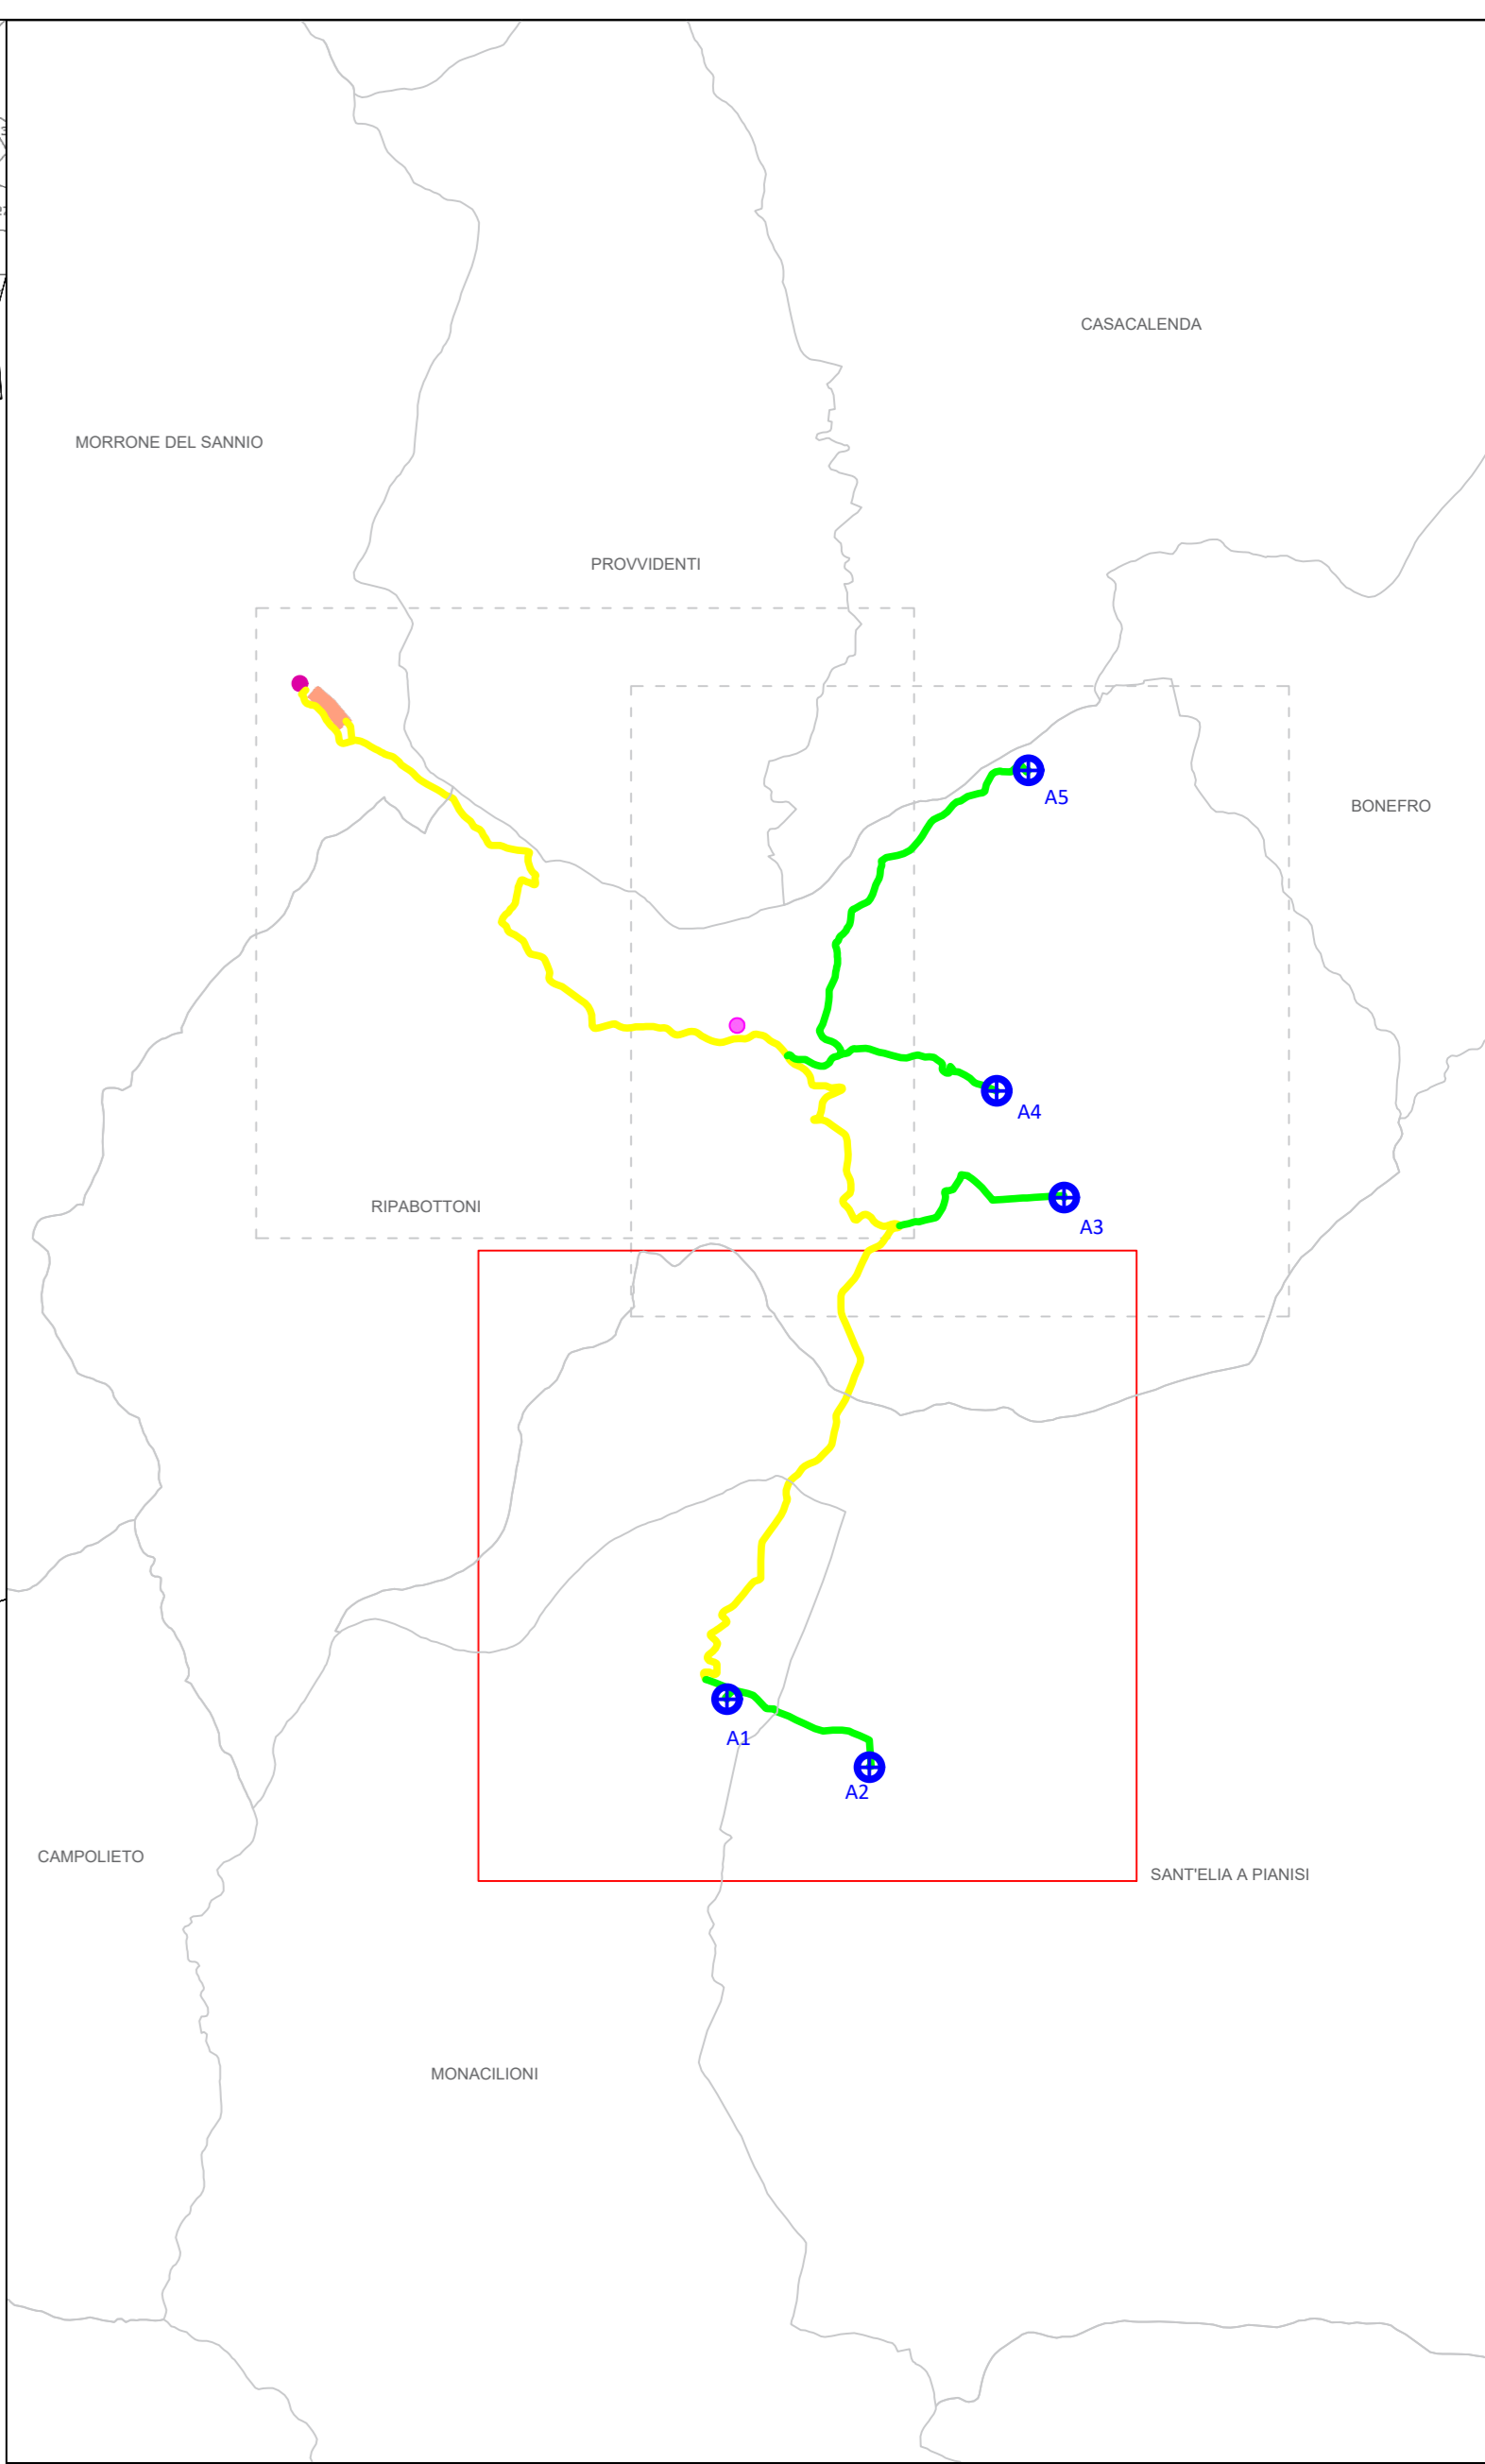 CASACALENDA
MORRONE DEL SANNIO
PROVVIDENTI
A5
BONEFRO
A4
RIPABOTTONI
A3
A1
A2
CAMPOLIETO
SANT'ELIA A PIANISI
MONACILIONI